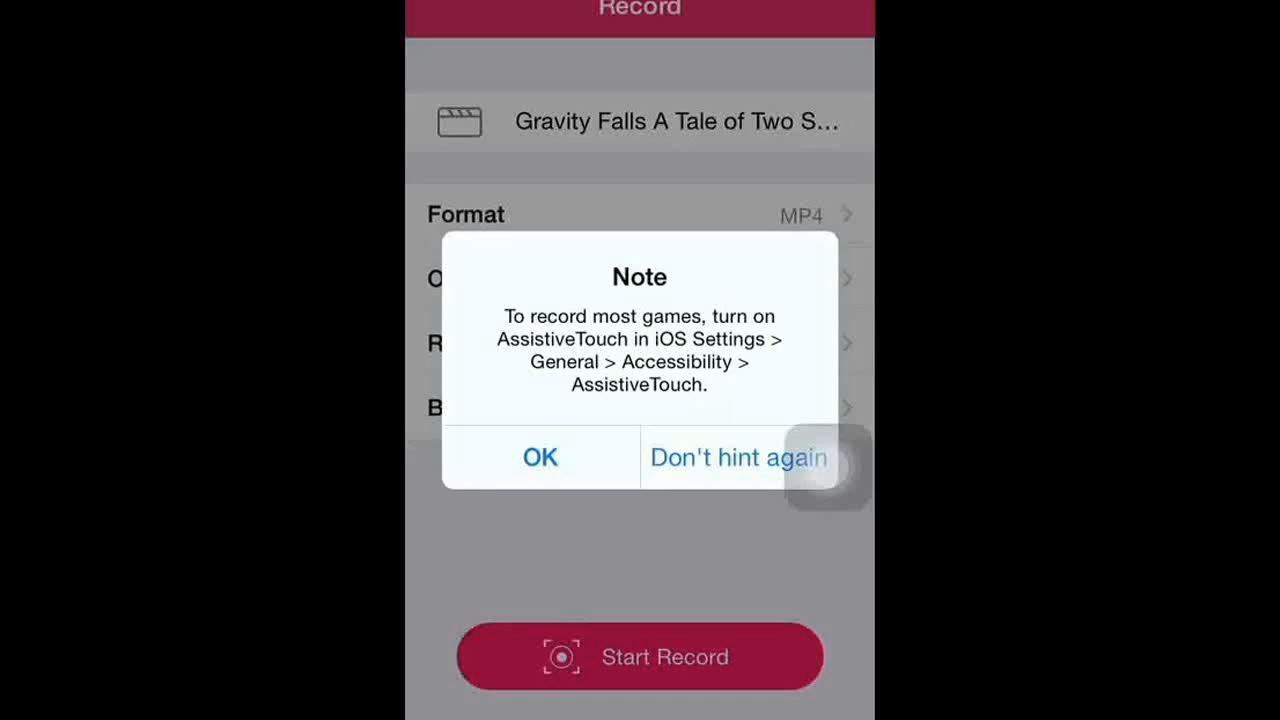 Record
Gravity Falls A Tale of Two S...
Format MP4
O
R
B
Note
To record most games, turn on
AssistiveTouch in iOS Settings >
General > Accessibility >
AssistiveTouch.
OK Don't hint again
Start Record